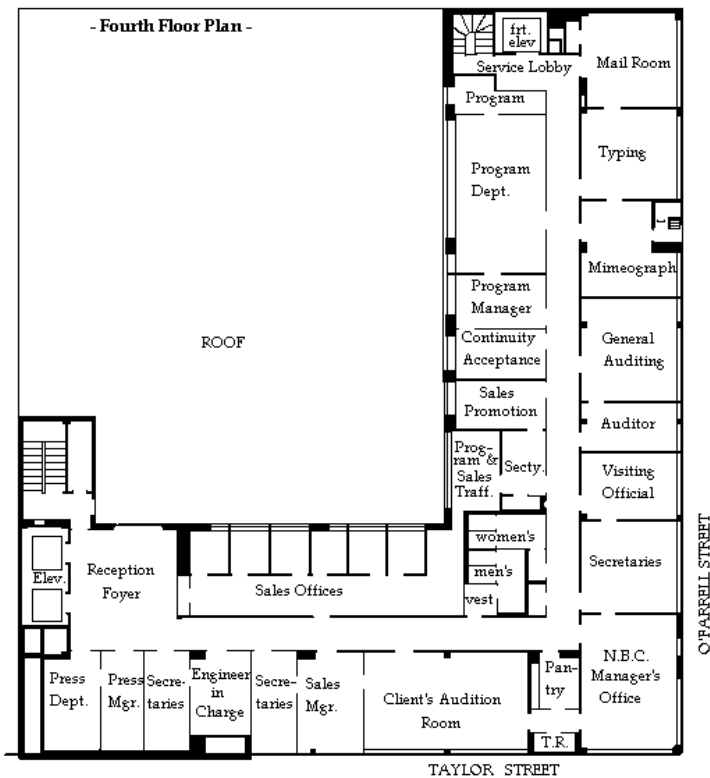 - Fourth Floor Plan -
frt.
elev
Service Lobby
Mail Room
Program
Typing
Program
Dept.
Mimeograph
Program
Manager
ROOF
Continuity
Acceptance
General
Auditing
Sales
Promotion
Auditor
Prog-
ram &
Sales
Traff.
Secty.
Visiting
Official
women's
men's
vest
Secretaries
Elev.
Reception
Foyer
Sales Offices
O'FARRELL STREET
Press
Dept.
Press
Mgr.
Secre-
taries
Engineer
in
Charge
Secre-
taries
Sales
Mgr.
Client's Audition
Room
Pan-
try
T.R.
N.B.C.
Manager's
Office
TAYLOR STREET